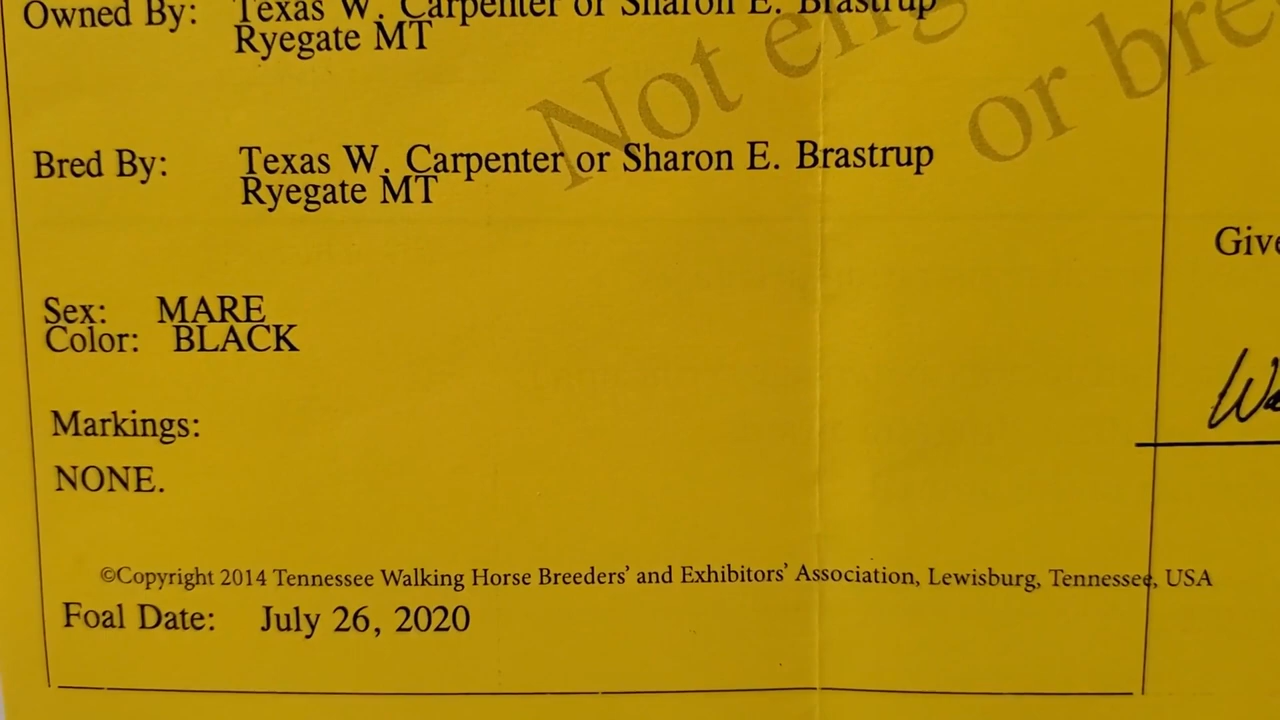 Owned By: Texas W. Carpenter or Sharon E. Brastrup
Ryegate MT
Not
or
Bred By: Texas W. Carpenter or Sharon E. Brastrup
Ryegate MT
Give
Sex: MARE
Color: BLACK
Markings:
NONE.
©Copyright 2014 Tennessee Walking Horse Breeders' and Exhibitors' Association, Lewisburg, Tennessee, USA
Foal Date: July 26, 2020